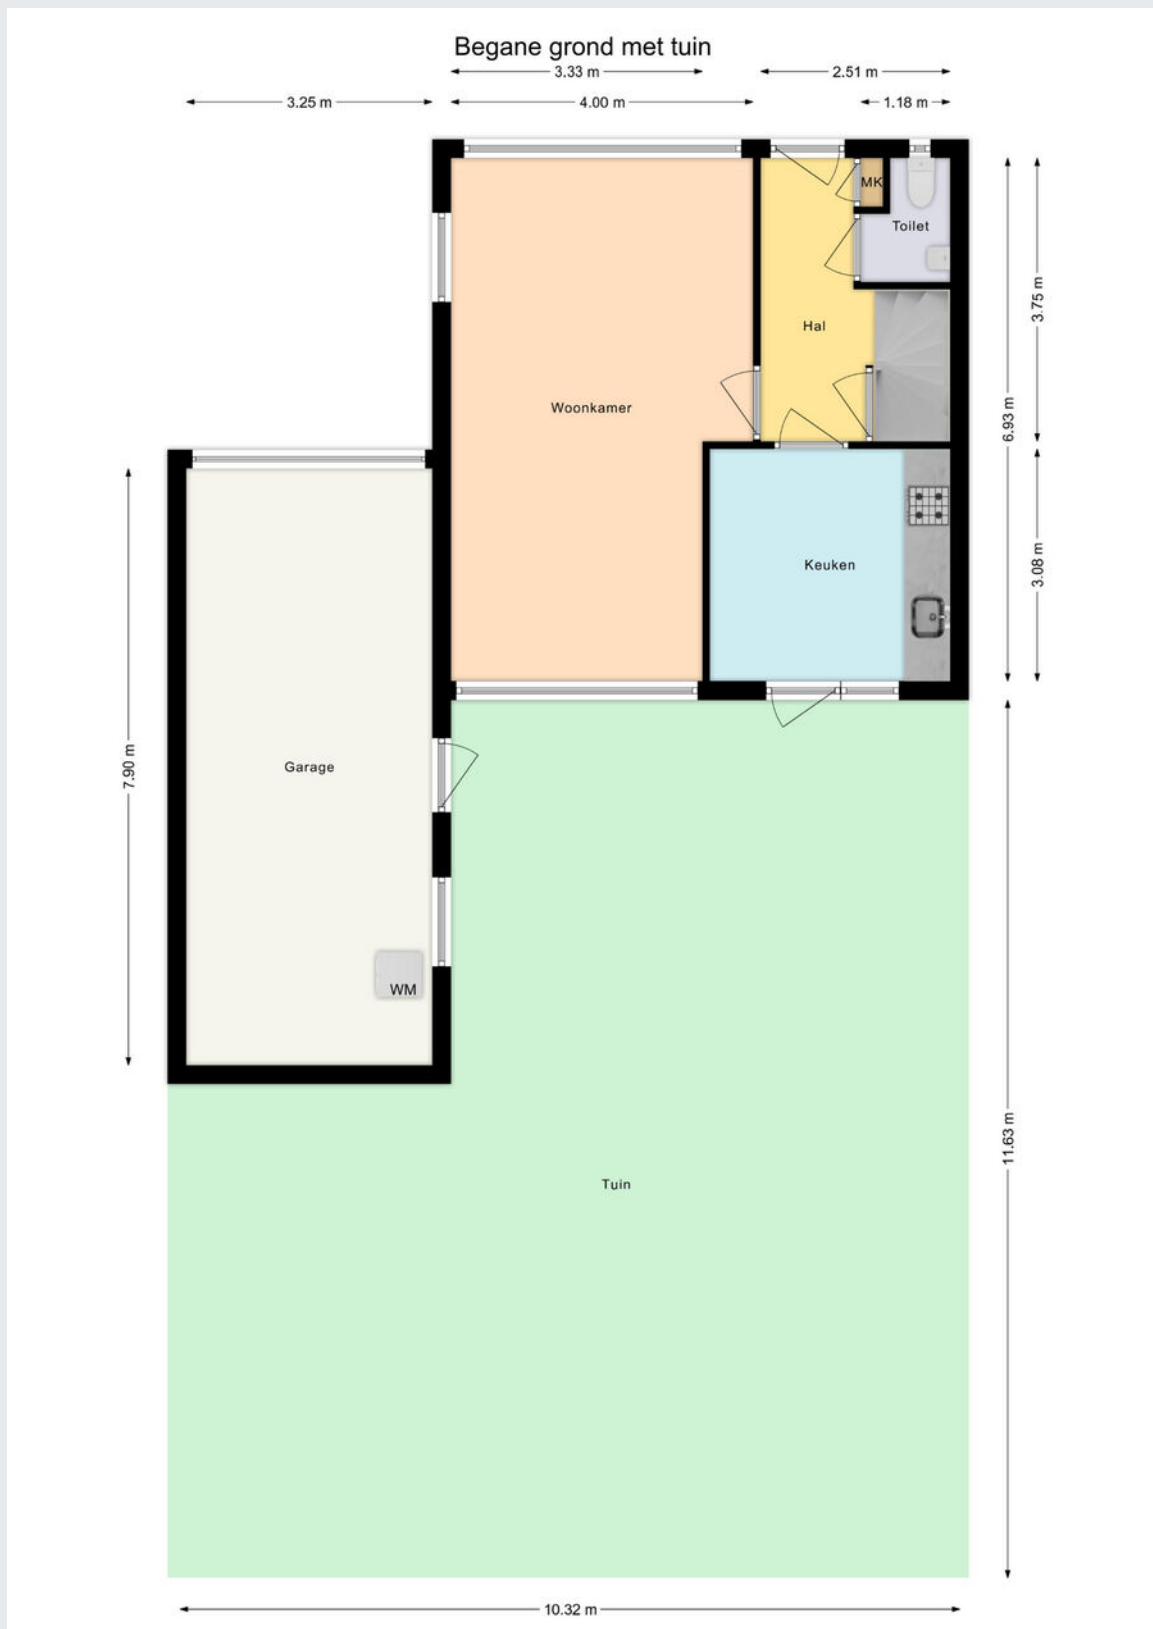 Begane grond met tuin
3.33 m
2.51 m
3.25 m
4.00 m
1.18 m
MK
Toilet
3.75 m
Hal
Woonkamer
6.93 m
Keuken
3.08 m
Garage
7.90 m
WM
11.63 m
Tuin
10.32 m